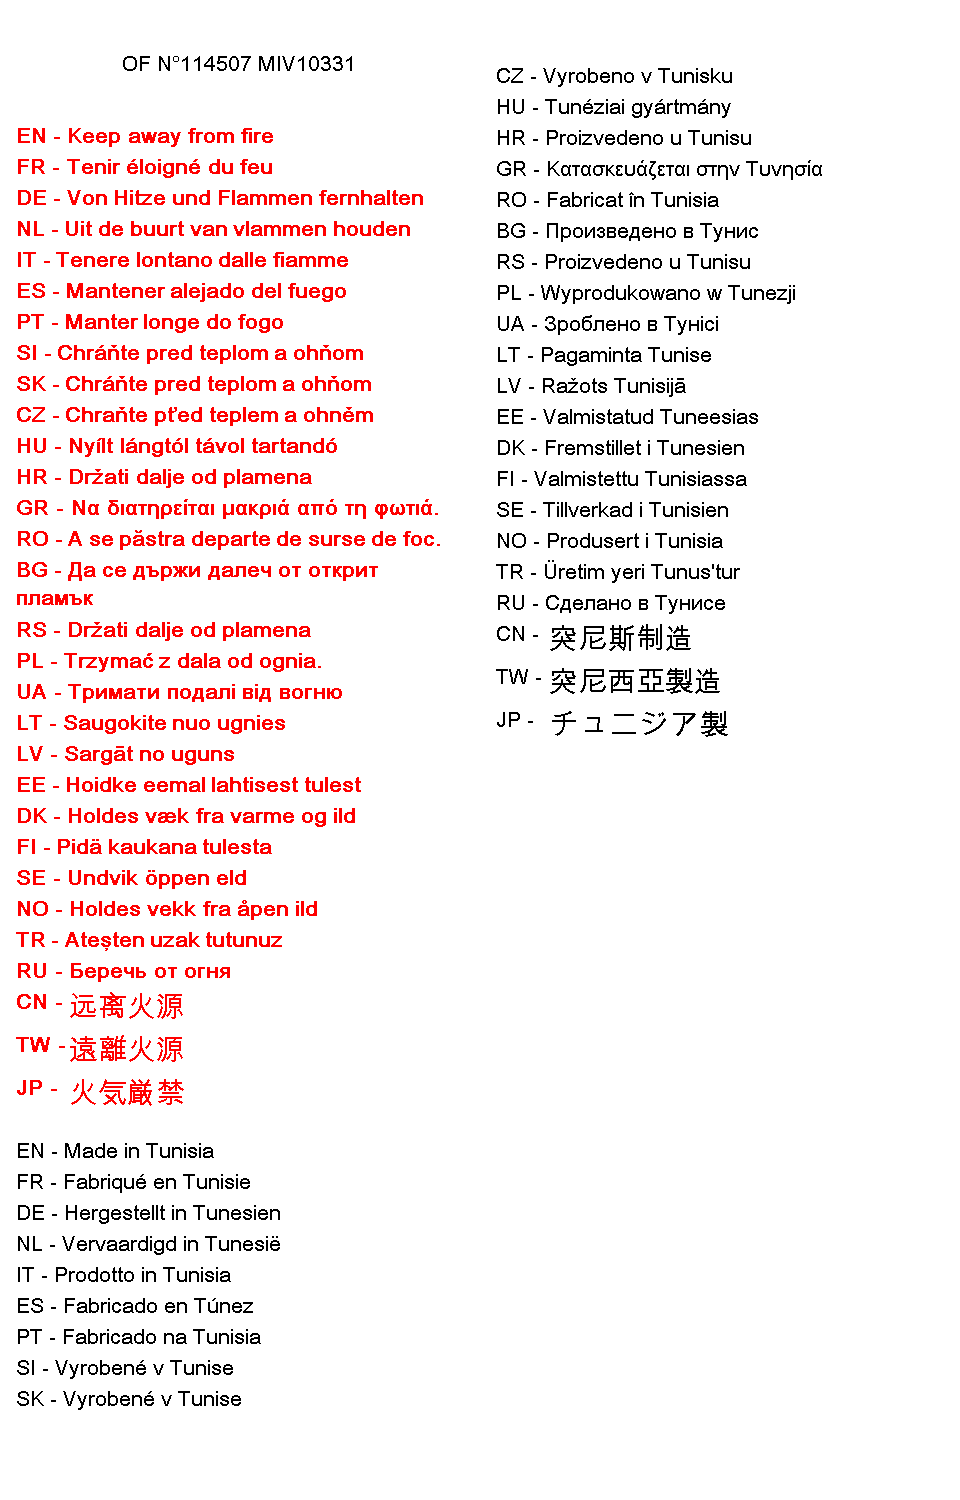 OF N°114507 MIV10331
EN - Keep away from fire
FR - Tenir éloigné du feu
DE - Von Hitze und Flammen fernhalten
NL - Uit de buurt van vlammen houden
IT - Tenere lontano dalle fiamme
ES - Mantener alejado del fuego
PT - Manter longe do fogo
SI - Chráňte pred teplom a ohňom
SK - Chráňte pred teplom a ohňom
CZ - Chraňte pťed teplem a ohněm
HU - Nyílt lángtól távol tartandó
HR - Držati dalje od plamena
GR - Να διατηρείται μακριά από τη φωτιά.
RO - A se păstra departe de surse de foc.
BG - Да се държи далеч от открит
пламък
RS - Držati dalje od plamena
PL - Trzymać z dala od ognia.
UA - Тримати подалі від вогню
LT - Saugokite nuo ugnies
LV - Sargāt no uguns
EE - Hoidke eemal lahtisest tulest
DK - Holdes væk fra varme og ild
FI - Pidä kaukana tulesta
SE - Undvik öppen eld
NO - Holdes vekk fra åpen ild
TR - Ateşten uzak tutunuz
RU - Беречь от огня
CN - 远离火源
TW - 遠離火源
JP - 火気厳禁
EN - Made in Tunisia
FR - Fabriqué en Tunisie
DE - Hergestellt in Tunesien
NL - Vervaardigd in Tunesië
IT - Prodotto in Tunisia
ES - Fabricado en Túnez
PT - Fabricado na Tunisia
SI - Vyrobené v Tunise
SK - Vyrobené v Tunise
CZ - Vyrobeno v Tunisku
HU - Tunéziai gyártmány
HR - Proizvedeno u Tunisu
GR - Κατασκευάζεται στην Τυνησία
RO - Fabricat în Tunisia
BG - Произведено в Тунис
RS - Proizvedeno u Tunisu
PL - Wyprodukowano w Tunezji
UA - Зроблено в Тунісі
LT - Pagaminta Tunise
LV - Ražots Tunisijā
EE - Valmistatud Tuneesias
DK - Fremstillet i Tunesien
FI - Valmistettu Tunisiassa
SE - Tillverkad i Tunisien
NO - Produsert i Tunisia
TR - Üretim yeri Tunus'tur
RU - Сделано в Тунисе
CN - 突尼斯制造
TW - 突尼西亞製造
JP - チュニジア製